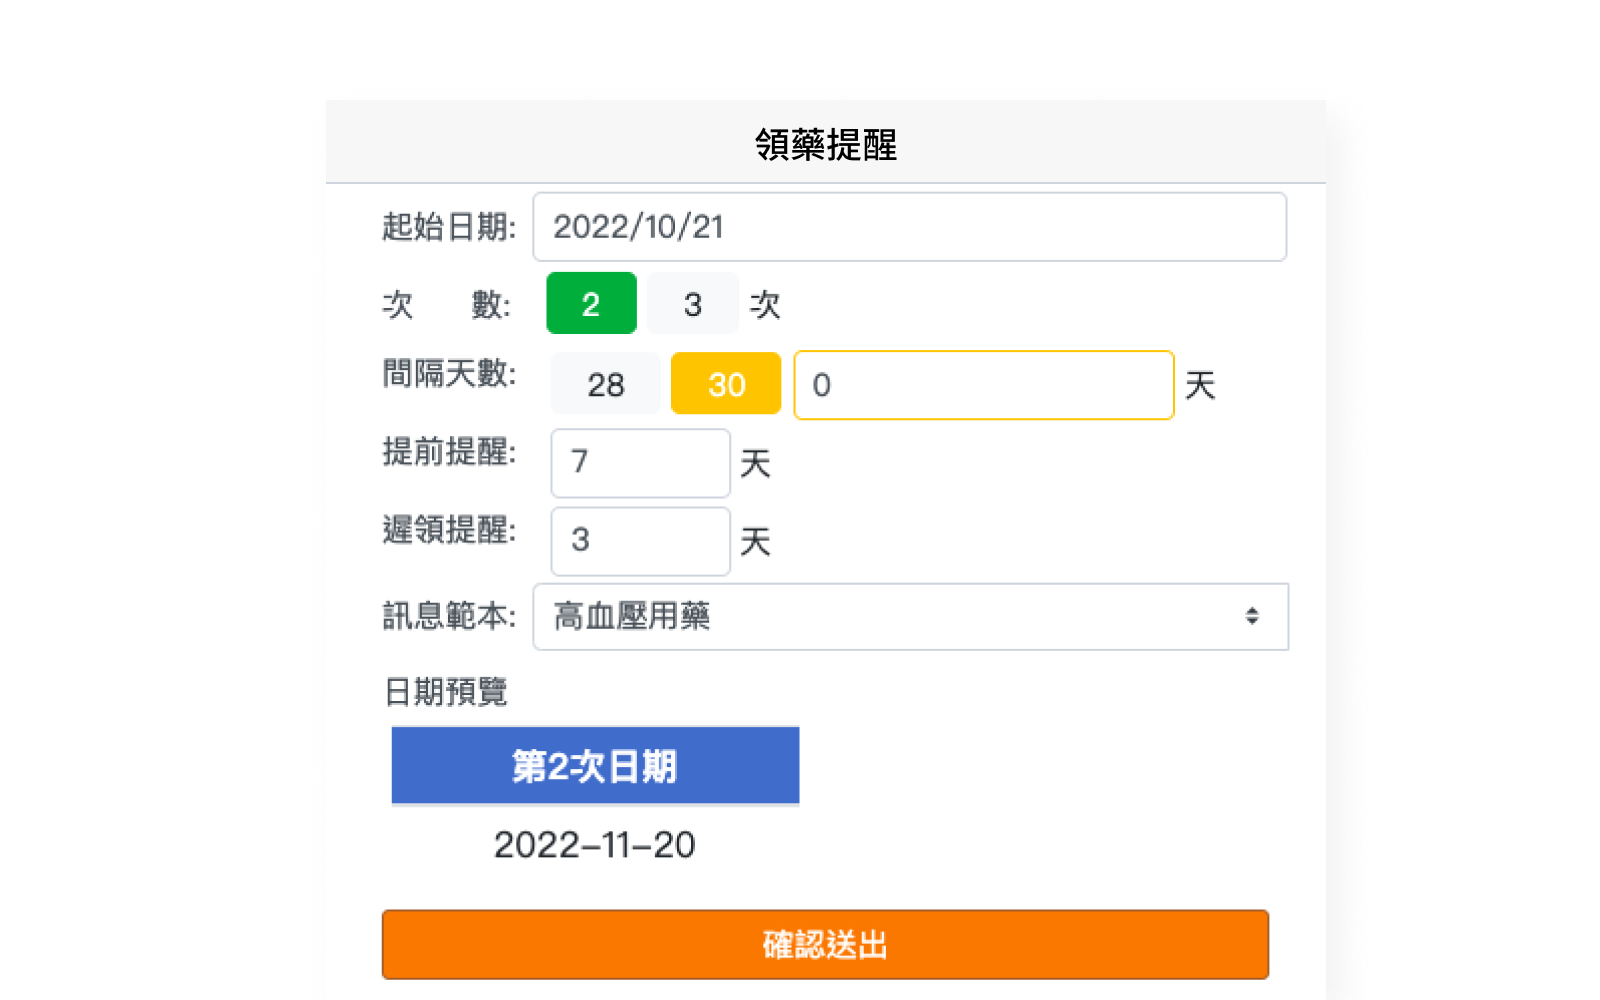 領藥提醒
起始日期: 2022/10/21
次 數: 2 3 次
間隔天數: 28 30 0 天
提前提醒: 7 天
遲領提醒: 3 天
訊息範本: 高血壓用藥
日期預覽
第2次日期
2022-11-20
確認送出